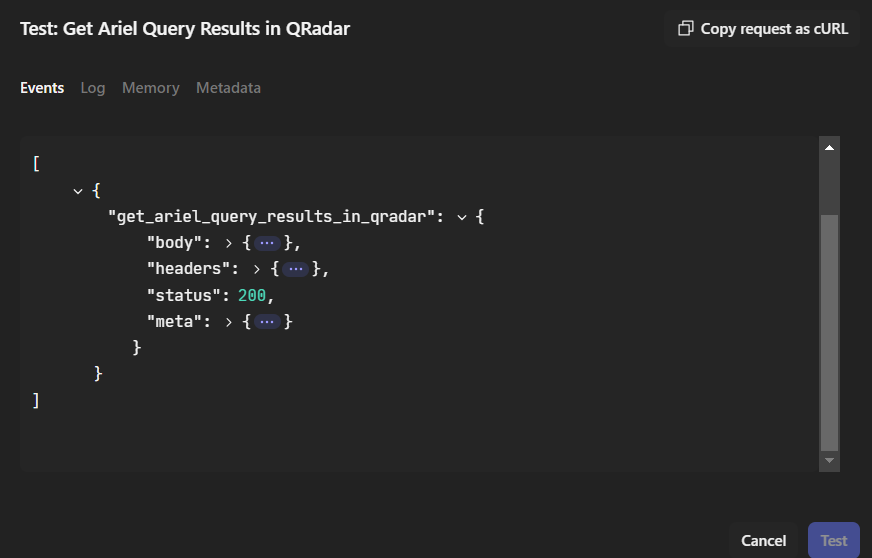 Test: Get Ariel Query Results in QRadar
Copy request as cURL
Events Log Memory Metadata
[
{
"get_ariel_query_results_in_qradar": {
"body": {···},
"headers": {···},
"status": 200,
"meta": {···}
}
}
]
Cancel Test